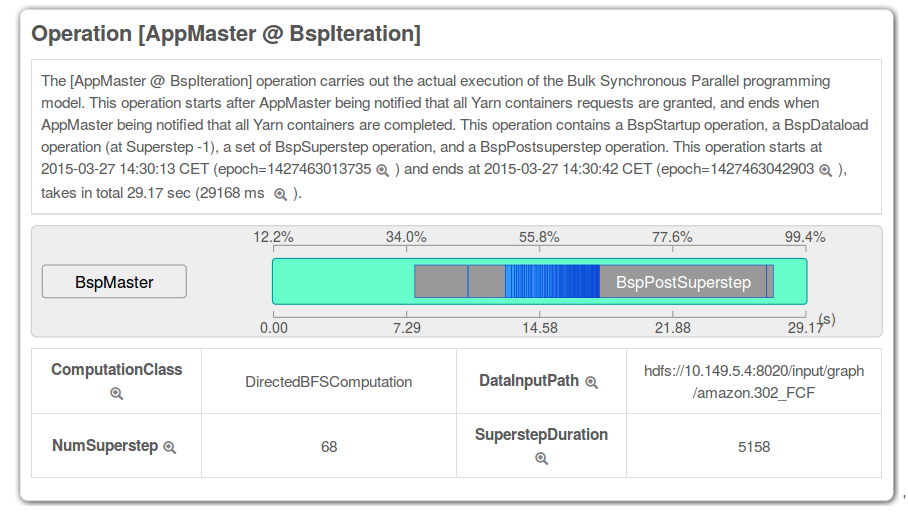 Operation [AppMaster @ BspIteration]
The [AppMaster @ BspIteration] operation carries out the actual execution of the Bulk Synchronous Parallel programming
model. This operation starts after AppMaster being notified that all Yarn containers requests are granted, and ends when
AppMaster being notified that all Yarn containers are completed. This operation contains a BspStartup operation, a BspDataload
operation (at Superstep -1), a set of BspSuperstep operation, and a BspPostsuperstep operation. This operation starts at
2015-03-27 14:30:13 CET (epoch=1427463013735 ) and ends at 2015-03-27 14:30:42 CET (epoch=1427463042903 ),
takes in total 29.17 sec (29168 ms ).
12.2% 34.0% 55.8% 77.6% 99.4%
BspMaster BspPostSuperstep
0.00 7.29 14.58 21.88 29.17 (s)
ComputationClass DirectedBFSComputation DataInputPath hdfs://10.149.5.4:8020/input/graph
/amazon.302_FCF
NumSuperstep 68 SuperstepDuration 5158
,